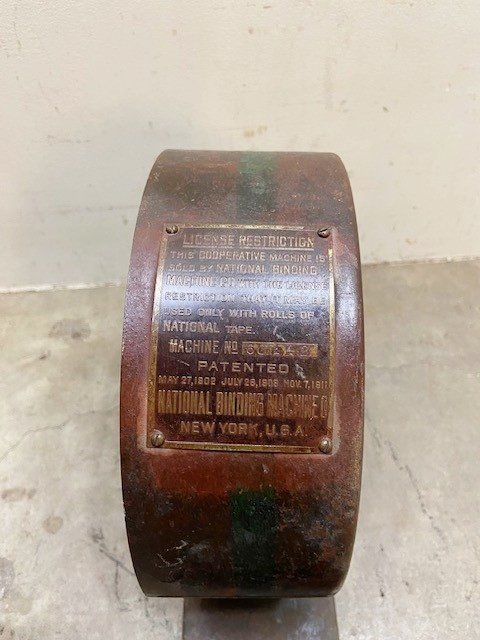 LICENSE RESTRICTION
THIS COOPERATIVE MACHINE IS
SOLD BY NATIONAL BINDING
MACHINE CO WITH THE LICENSE
RESTRICTION THAT IT MAY BE
USED ONLY WITH ROLLS OF
NATIONAL TAPE.
MACHINE NO
PATENTED
MAY 27, 1902 JULY 28, 1908 NOV. 7, 1911
NATIONAL BINDING MACHINE CO
NEW YORK, U.S.A.